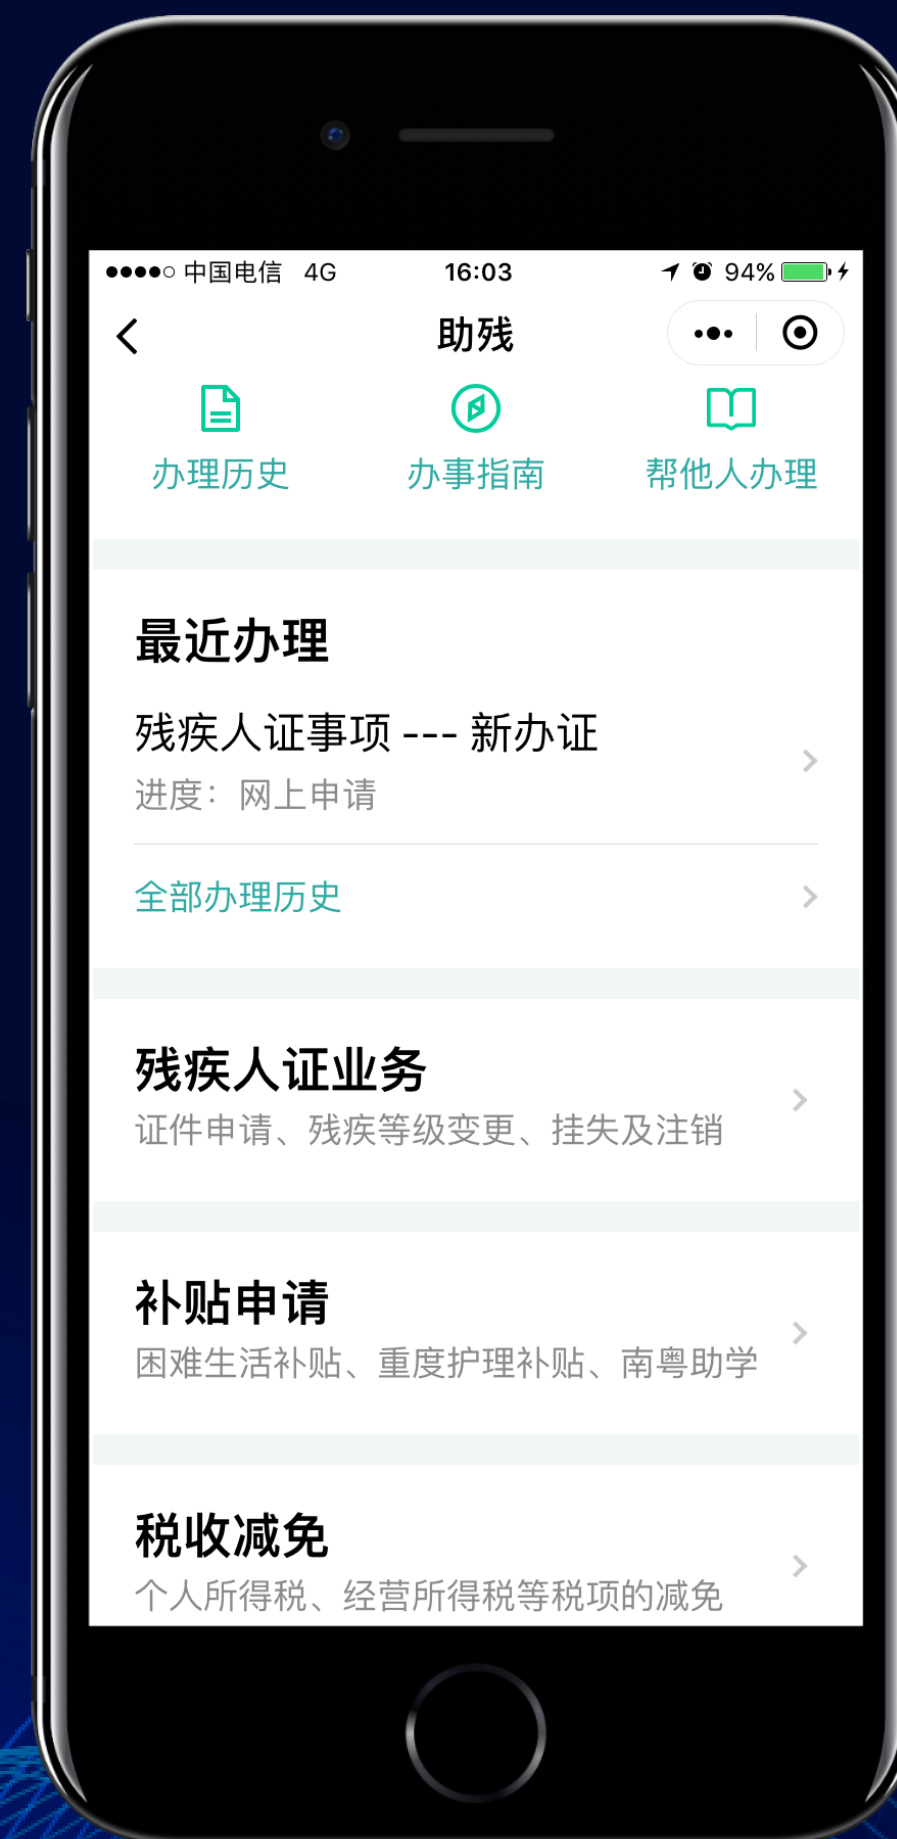 中国电信 4G 16:03 94%
助残
办理历史 办事指南 帮他人办理
最近办理
残疾人证事项 --- 新办证
进度：网上申请
全部办理历史
残疾人证业务
证件申请、残疾等级变更、挂失及注销
补贴申请
困难生活补贴、重度护理补贴、南粤助学
税收减免
个人所得税、经营所得税等税项的减免